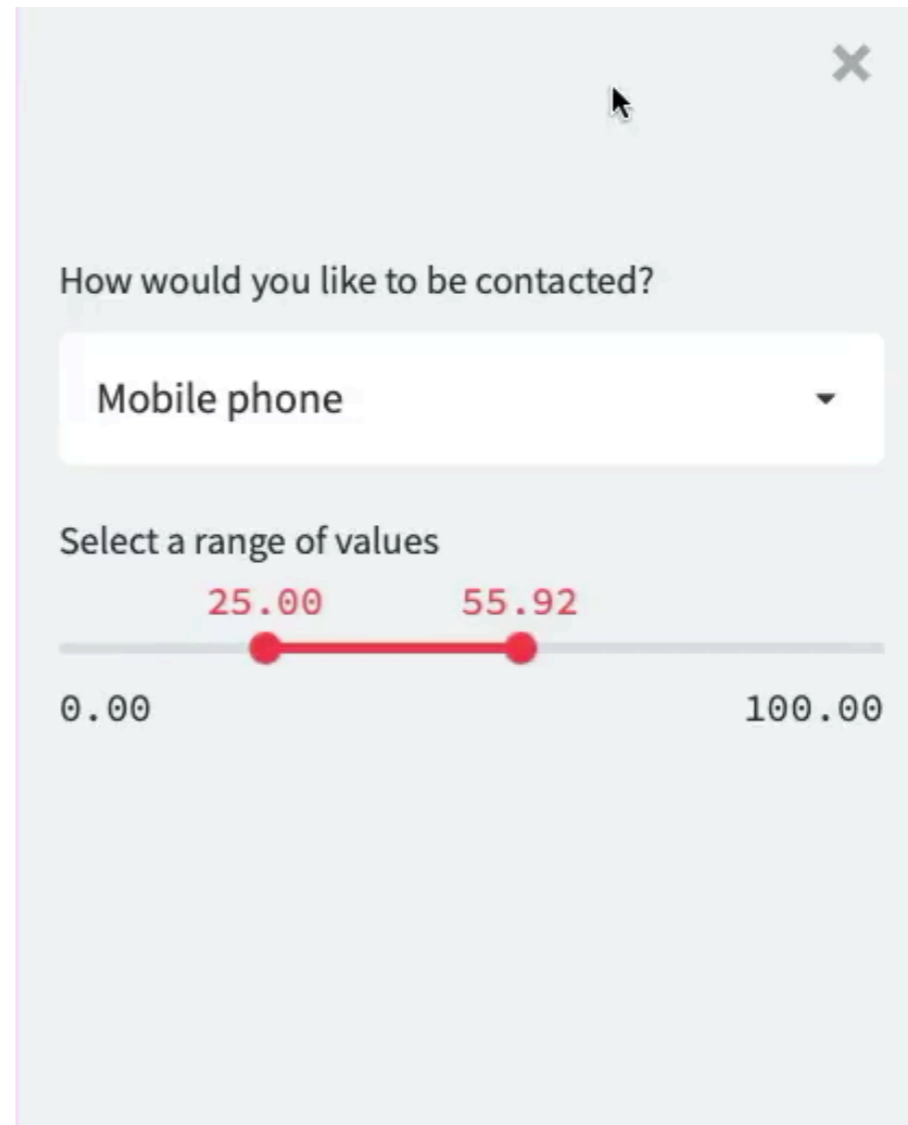 How would you like to be contacted?
Mobile phone
Select a range of values
25.00 55.92
0.00 100.00